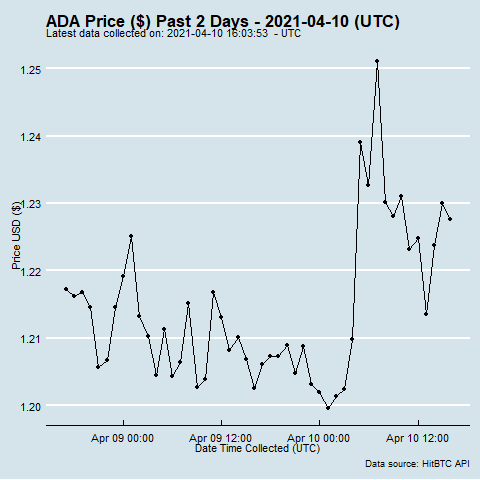 ADA Price ($) Past 2 Days - 2021-04-10 (UTC)
Latest data collected on: 2021-04-10 16:03:53 - UTC
1.25
1.24
1.23
1.22
1.21
1.20
Price USD ($)
Apr 09 00:00 Apr 09 12:00 Apr 10 00:00 Apr 10 12:00
Date Time Collected (UTC)
Data source: HitBTC API